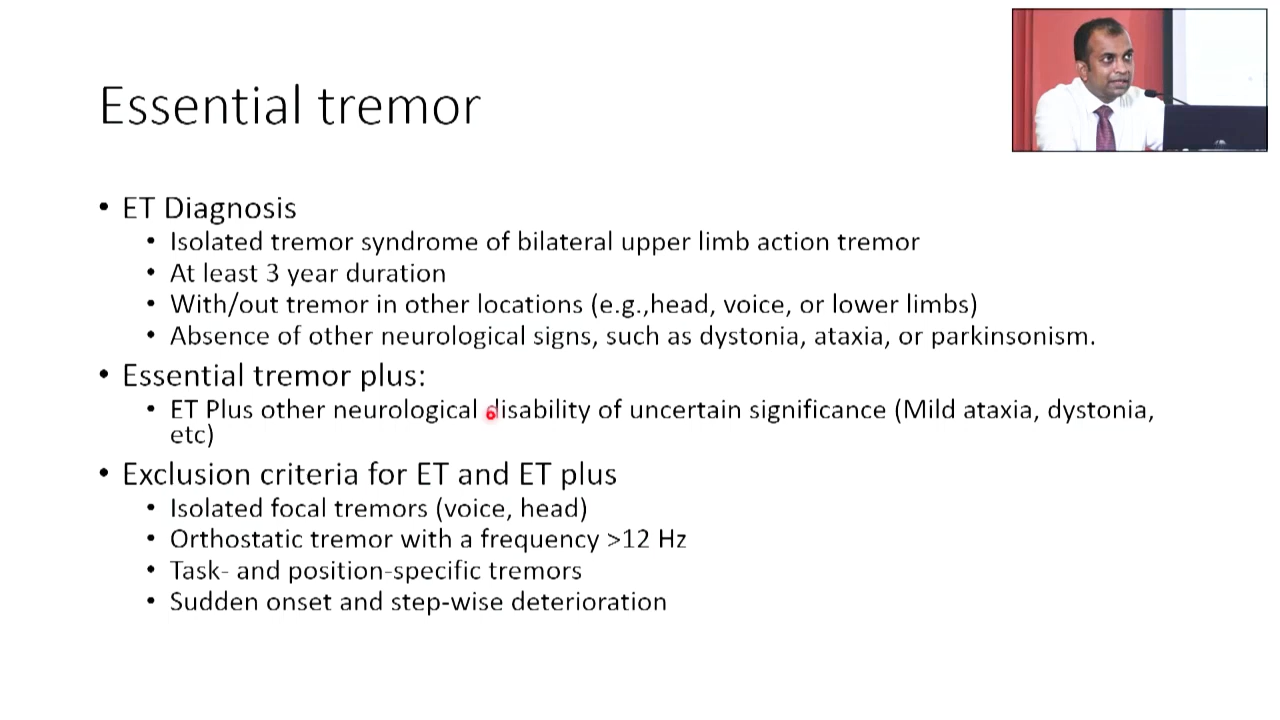 Essential tremor
• ET Diagnosis
• Isolated tremor syndrome of bilateral upper limb action tremor
• At least 3 year duration
• With/out tremor in other locations (e.g.,head, voice, or lower limbs)
• Absence of other neurological signs, such as dystonia, ataxia, or parkinsonism.
• Essential tremor plus:
• ET Plus other neurological disability of uncertain significance (Mild ataxia, dystonia,
etc)
• Exclusion criteria for ET and ET plus
• Isolated focal tremors (voice, head)
• Orthostatic tremor with a frequency >12 Hz
• Task- and position-specific tremors
• Sudden onset and step-wise deterioration